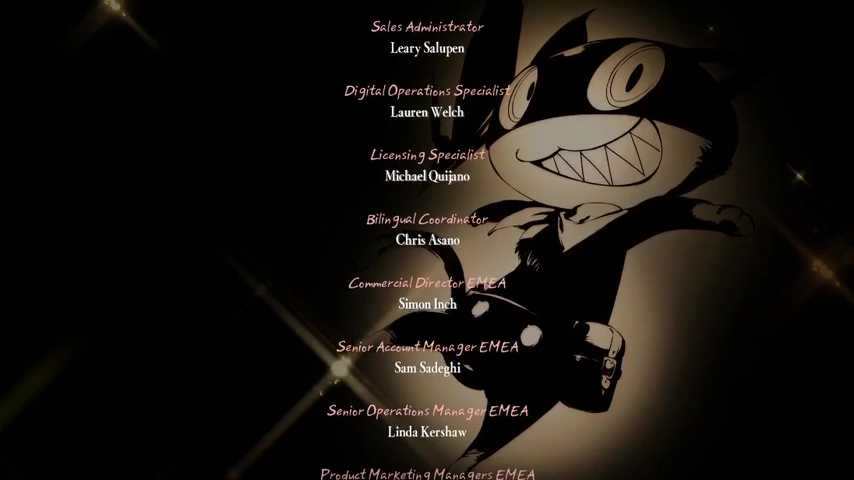 Sales Administrator
Leary Salupen
Digital Operations Specialist
Lauren Welch
Licensing Specialist
Michael Quijano
Bilingual Coordinator
Chris Asano
Commercial Director EMEA
Simon Inch
Senior Account Manager EMEA
Sam Sadeghi
Senior Operations Manager EMEA
Linda Kershaw
Product Marketing Managers EMEA